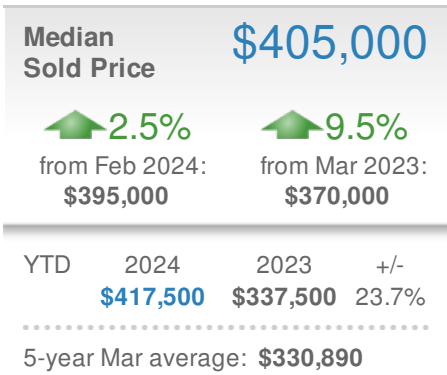 Median
Sold Price
$405,000
2.5%
from Feb 2024:
$395,000
9.5%
from Mar 2023:
$370,000
YTD 2024 2023 +/-
$417,500 $337,500 23.7%
5-year Mar average: $330,890